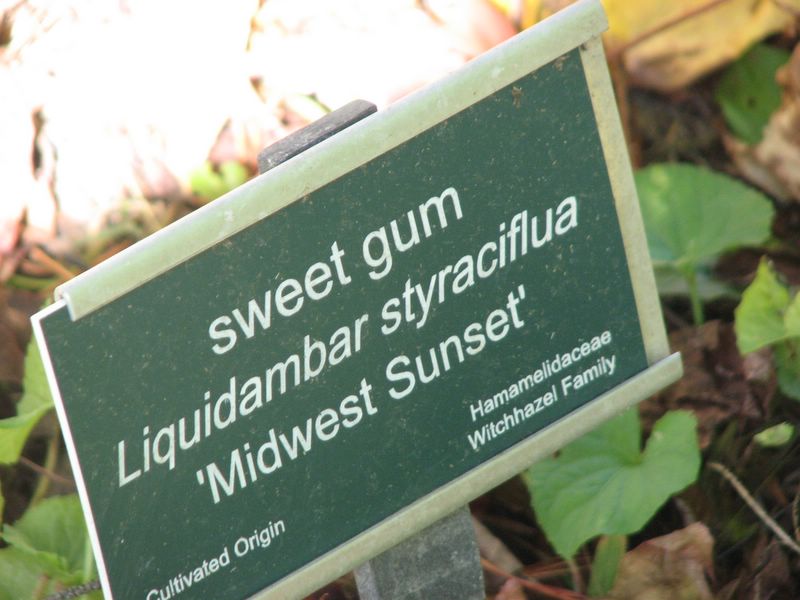 sweet gum
Liquidambar styraciflua
'Midwest Sunset'
Hamamelidaceae
Witchhazel Family
Cultivated Origin